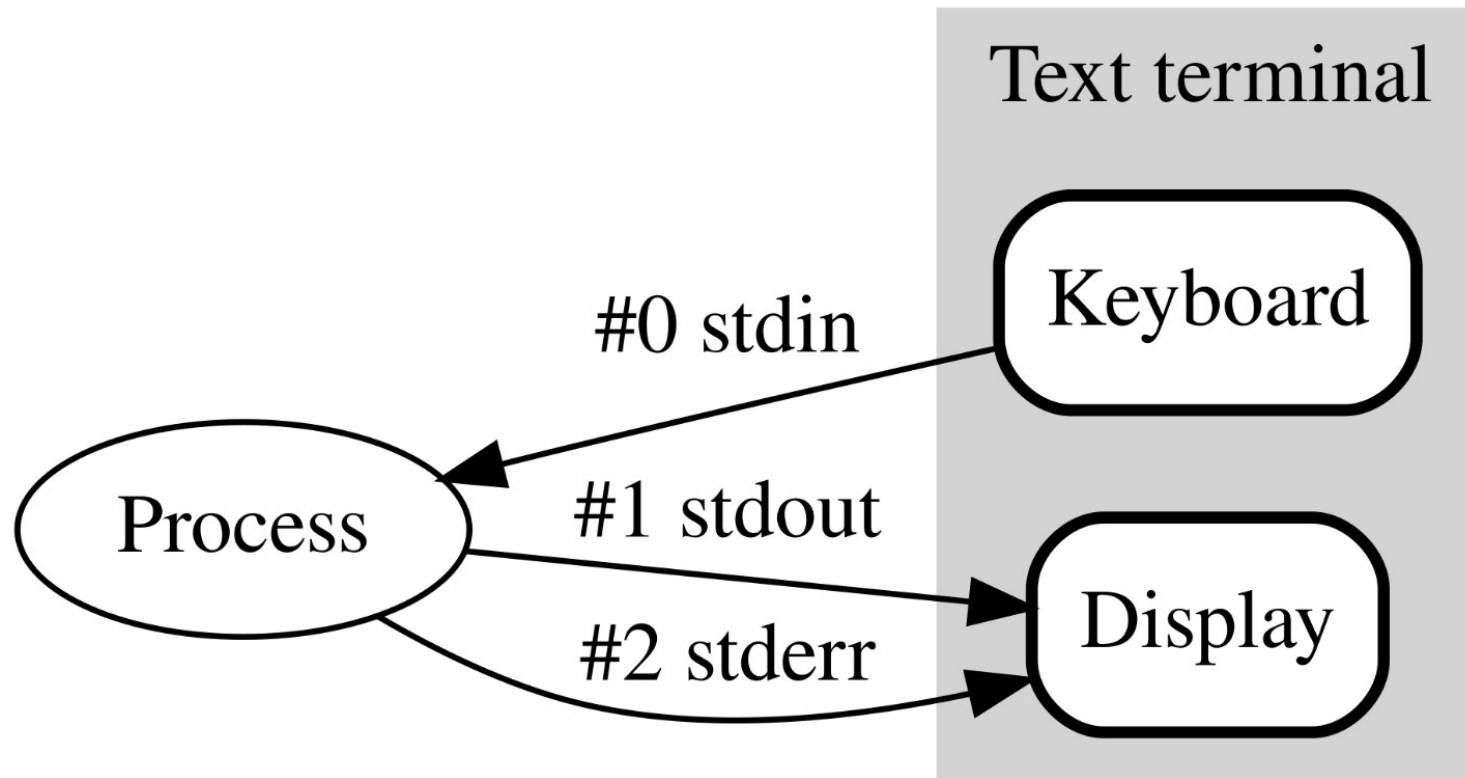 Text terminal
Keyboard
#0 stdin
Process
#1 stdout
Display
#2 stderr